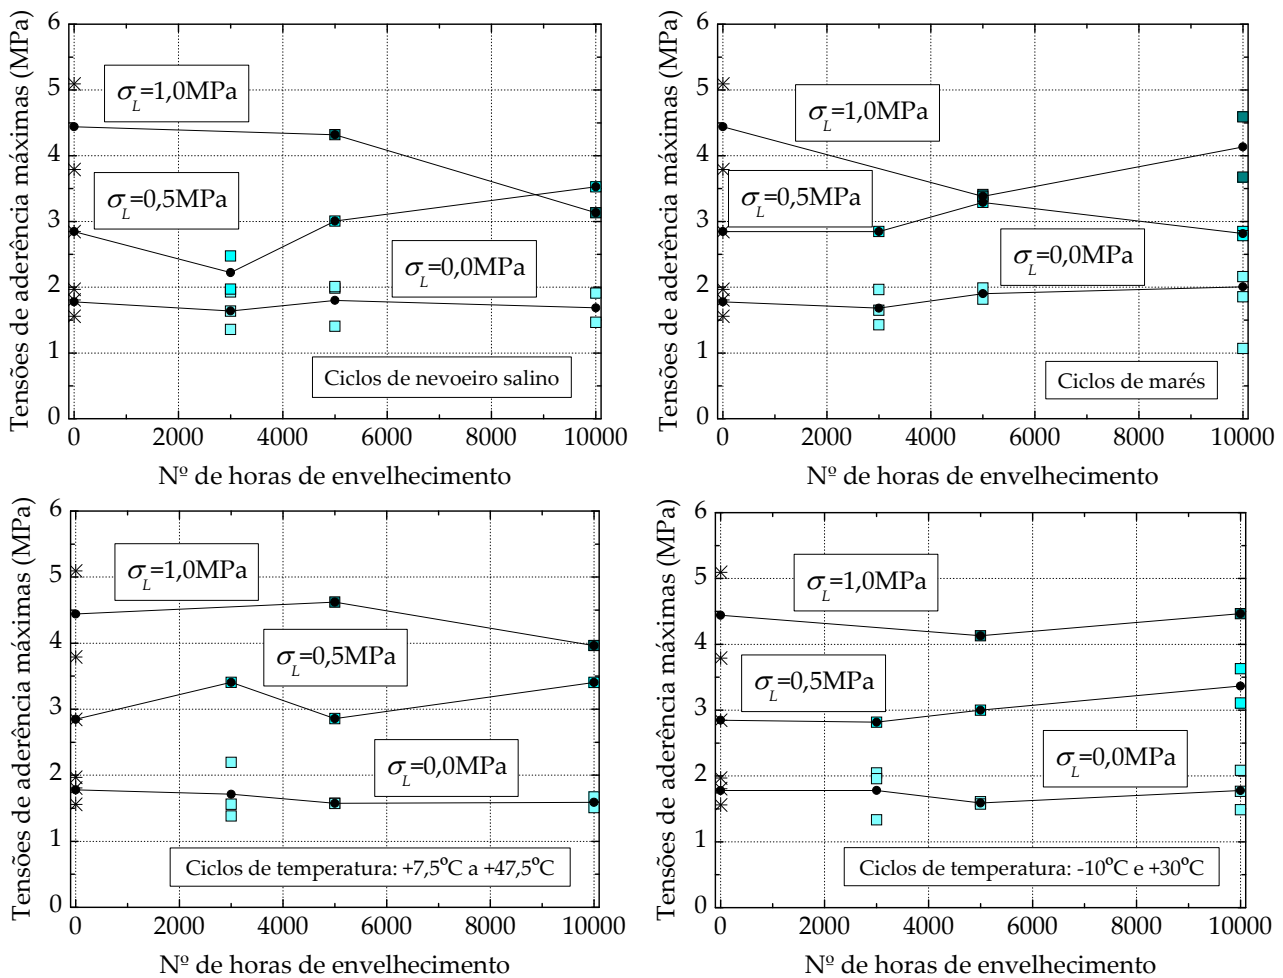 Tensões de aderência máximas (MPa)
6
5
4
3
2
1
0
σL=1,0MPa
σL=0,5MPa
σL=0,0MPa
Ciclos de nevoeiro salino
0 2000 4000 6000 8000 10000
Nº de horas de envelhecimento
Tensões de aderência máximas (MPa)
6
5
4
3
2
1
0
σL=1,0MPa
σL=0,5MPa
σL=0,0MPa
Ciclos de marés
0 2000 4000 6000 8000 10000
Nº de horas de envelhecimento
Tensões de aderência máximas (MPa)
6
5
4
3
2
1
0
σL=1,0MPa
σL=0,5MPa
σL=0,0MPa
Ciclos de temperatura: +7,5ºC a +47,5ºC
0 2000 4000 6000 8000 10000
Nº de horas de envelhecimento
Tensões de aderência máximas (MPa)
6
5
4
3
2
1
0
σL=1,0MPa
σL=0,5MPa
σL=0,0MPa
Ciclos de temperatura: -10ºC e +30ºC
0 2000 4000 6000 8000 10000
Nº de horas de envelhecimento